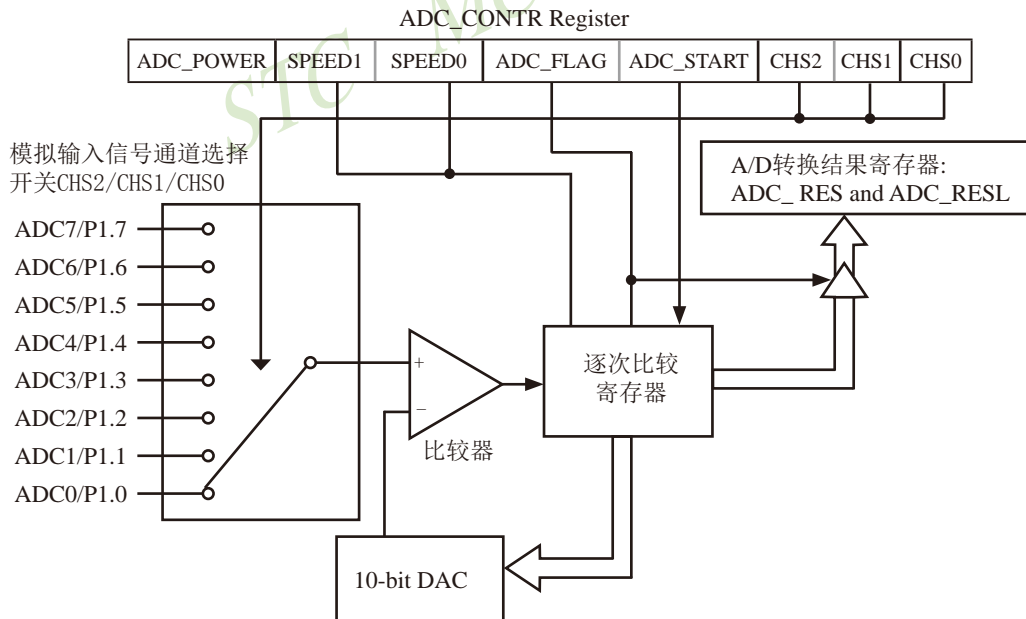 ADC_CONTR Register
STC MC
ADC_POWER SPEED1 SPEED0 ADC_FLAG ADC_START CHS2 CHS1 CHS0
模拟输入信号通道选择
开关CHS2/CHS1/CHS0
A/D转换结果寄存器:
ADC_ RES and ADC_RESL
ADC7/P1.7
ADC6/P1.6
ADC5/P1.5
ADC4/P1.4
ADC3/P1.3
ADC2/P1.2
ADC1/P1.1
ADC0/P1.0
+
−
比较器
逐次比较
寄存器
10-bit DAC